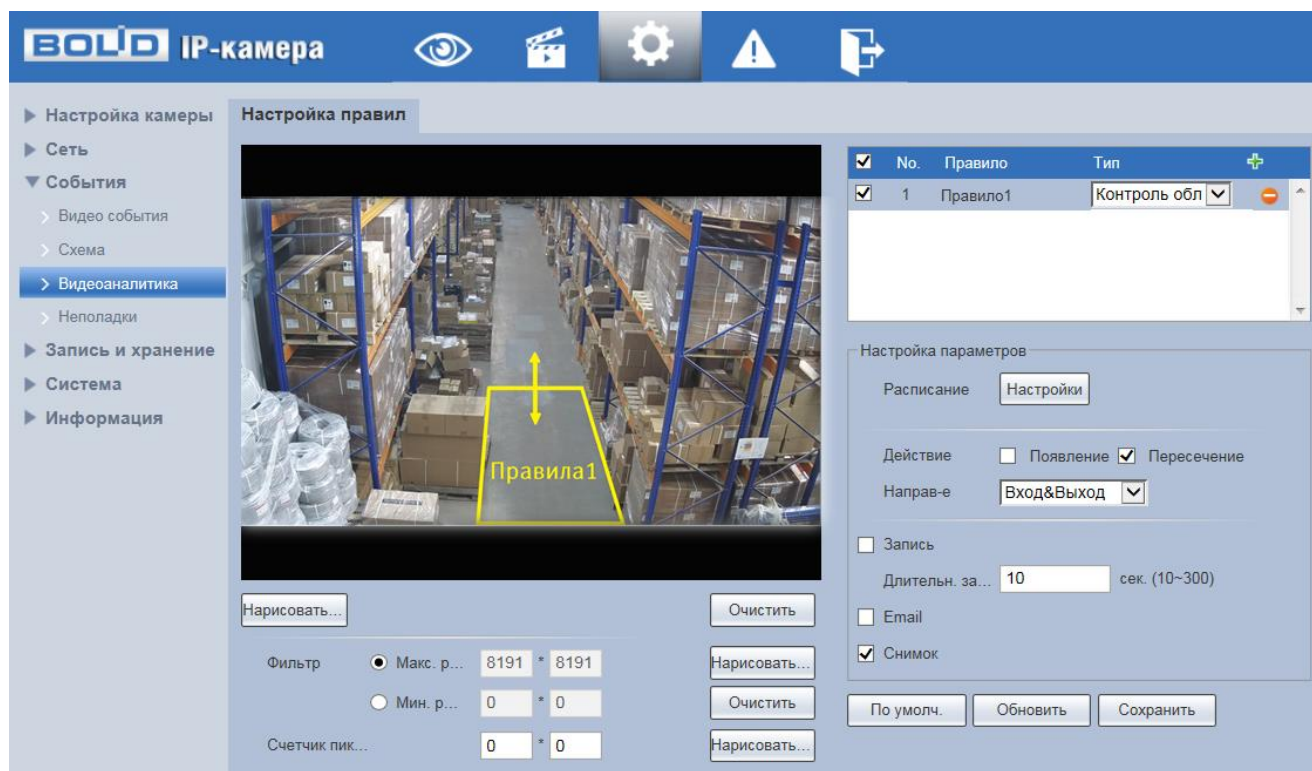 BOLID IP-камера
Настройка камеры
Сеть
События
Видео события
Схема
Видеоаналитика
Неполадки
Запись и хранение
Система
Информация
Настройка правил
Правила1
Нарисовать...
Очистить
Фильтр Макс. р... 8191 * 8191 Нарисовать...
Мин. р... 0 * 0 Очистить
Счетчик пик... 0 * 0 Нарисовать...
No. Правило Тип
1 Правило1 Контроль обл
Настройка параметров
Расписание Настройки
Действие Появление Пересечение
Направ-е Вход&Выход
Запись
Длительн. за... 10 сек. (10~300)
Email
Снимок
По умолч. Обновить Сохранить